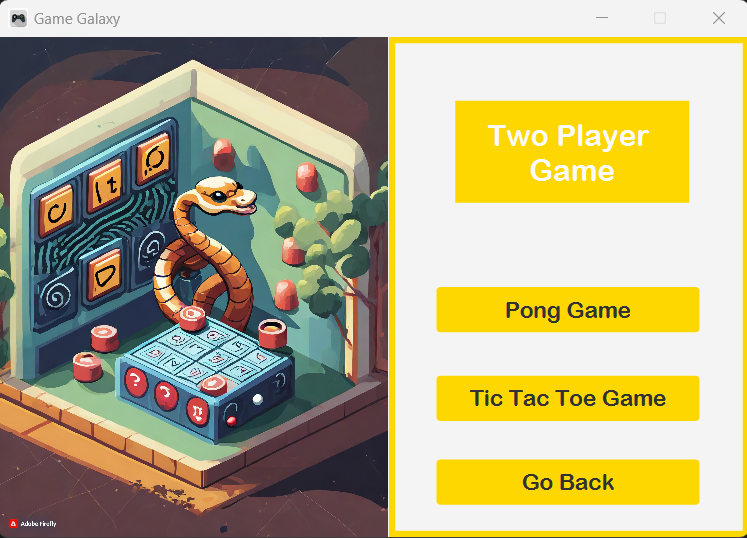 Game Galaxy
Two Player
Game
Pong Game
Tic Tac Toe Game
Go Back
? 
Adobe Firefly